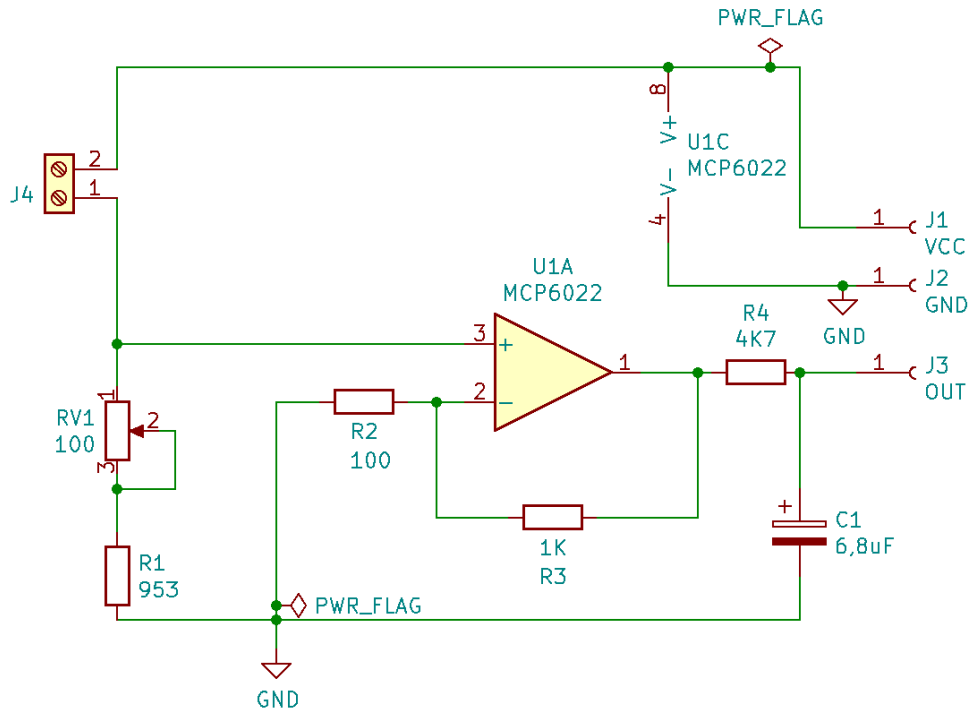 PWR_FLAG
8
V+
U1C
MCP6022
V-
4
2
1
J4
1
J1
VCC
1
J2
GND
GND
U1A
MCP6022
3
+
1
2
−
R4
4K7
1
J3
OUT
1
RV1
100
2
3
R2
100
+
C1
6,8uF
1K
R3
R1
953
PWR_FLAG
GND